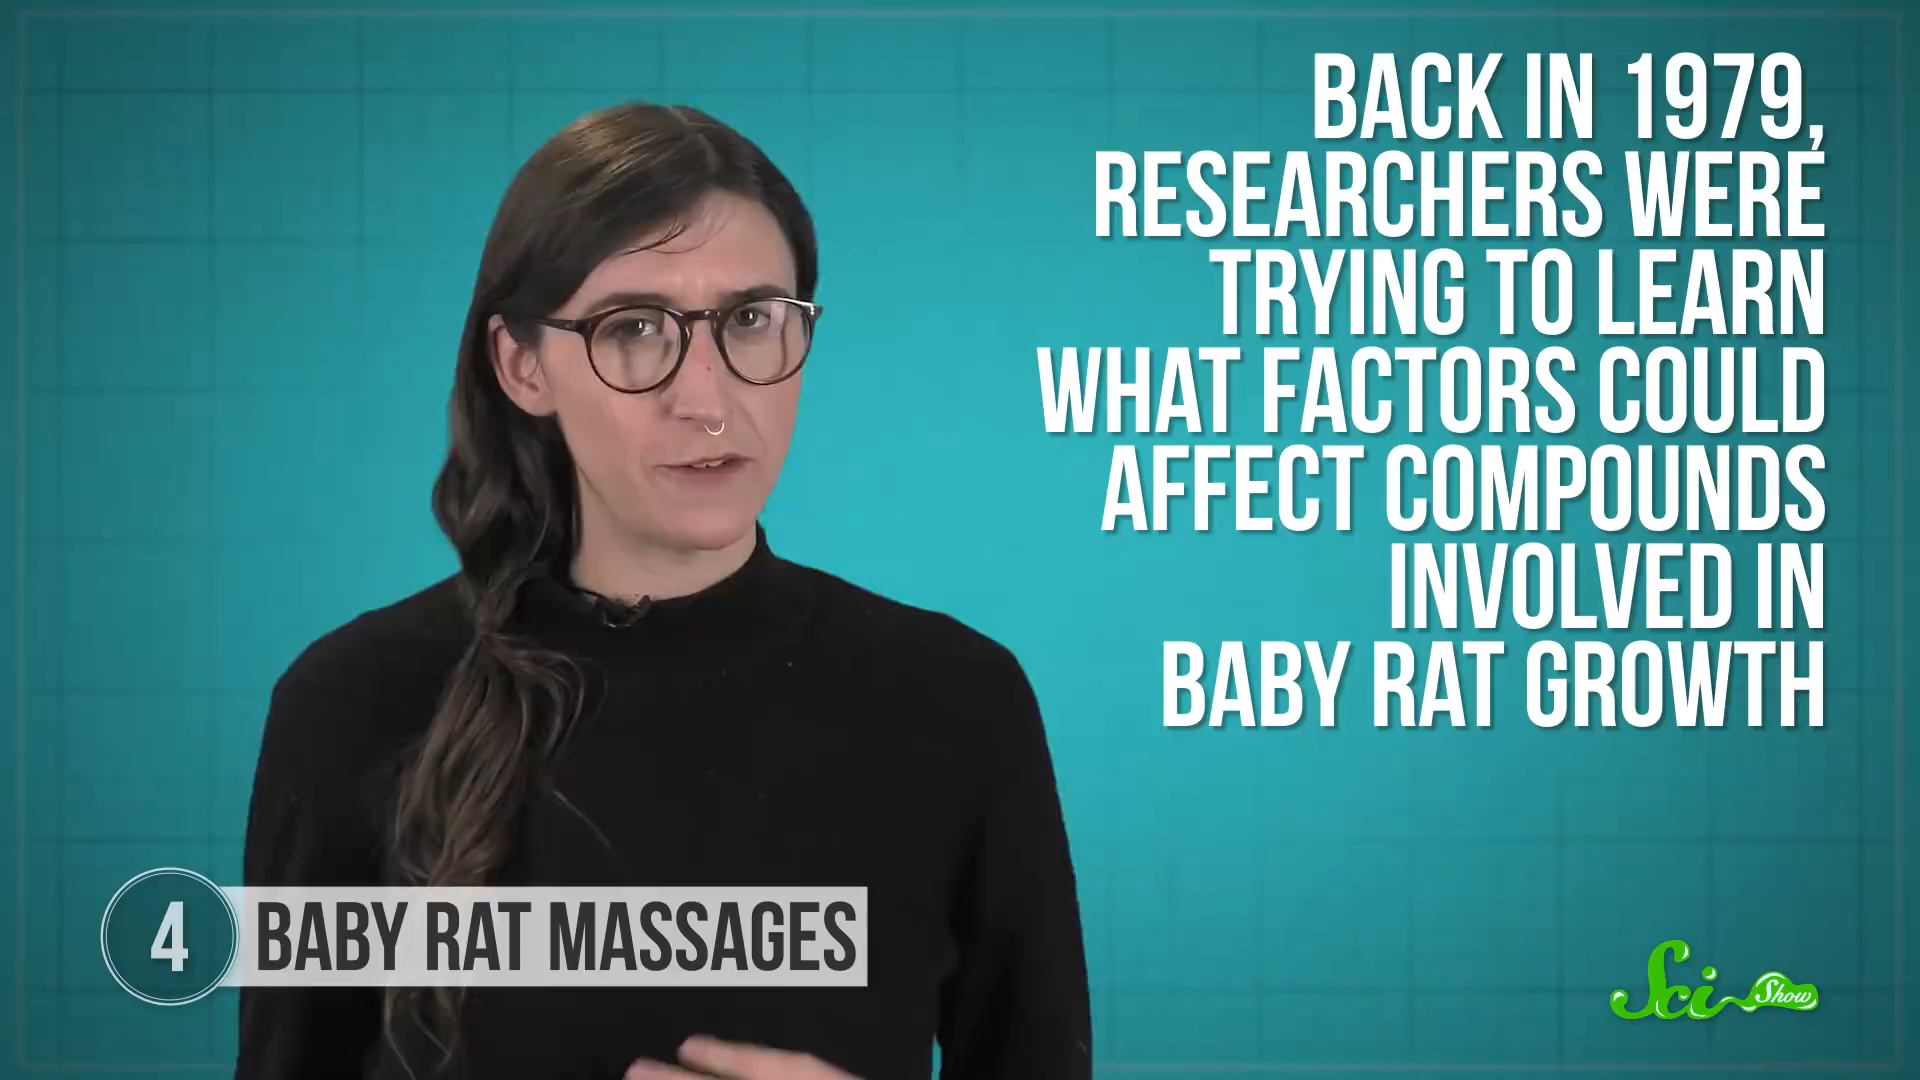 BACK IN 1979,
RESEARCHERS WERE
TRYING TO LEARN
WHAT FACTORS COULD
AFFECT COMPOUNDS
INVOLVED IN
BABY RAT GROWTH
4 BABY RAT MASSAGES
Sci Show